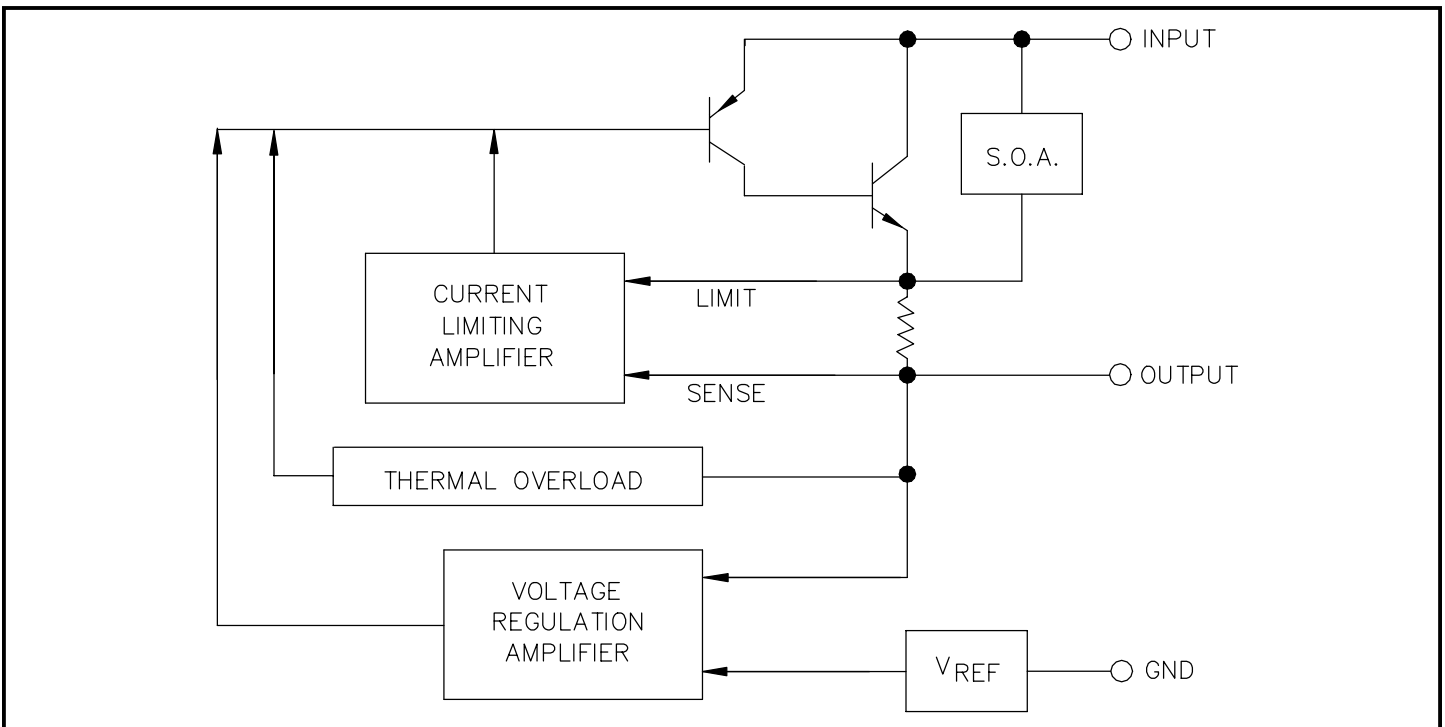 INPUT
S.O.A.
CURRENT
LIMITING
AMPLIFIER
LIMIT
SENSE
OUTPUT
THERMAL OVERLOAD
VOLTAGE
REGULATION
AMPLIFIER
VREF
GND